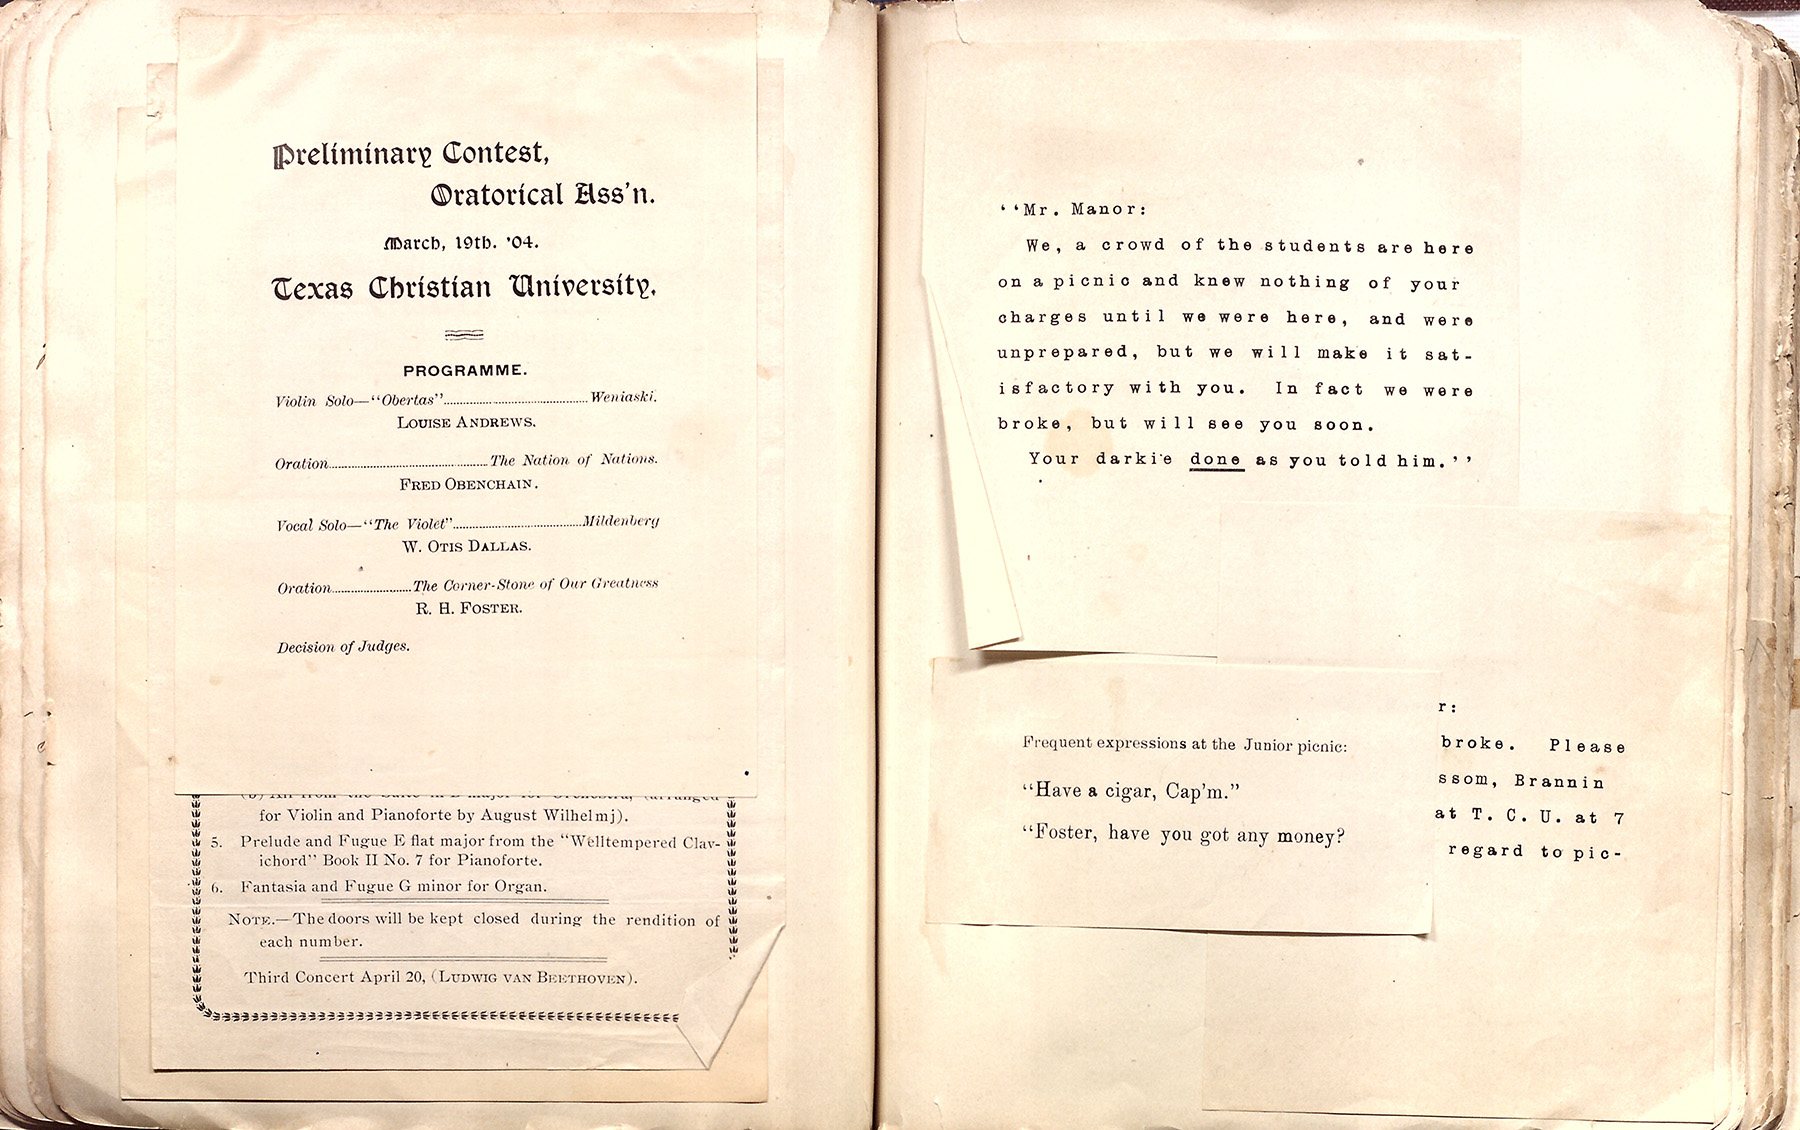 Preliminary Contest,
Oratorical Ass'n.
March, 19th. '04.
Texas Christian University.
PROGRAMME.
Violin Solo—"Obertas"........Weniaski.
LOUISE ANDREWS.
Oration........The Nation of Nations.
FRED OBENCHAIN.
Vocal Solo—"The Violet"........Mildenberg
W. OTIS DALLAS.
Oration........The Corner-Stone of Our Greatness
R. H. FOSTER.
Decision of Judges.
for Violin and Pianoforte by August Wilhelmj).
5. Prelude and Fugue E flat major from the "Welltempered Clav-
ichord" Book II No. 7 for Pianoforte.
6. Fantasia and Fugue G minor for Organ.
NOTE.—The doors will be kept closed during the rendition of
each number.
Third Concert April 20, (LUDWIG VAN BEETHOVEN).
"Mr. Manor:
We, a crowd of the students are here
on a picnic and knew nothing of your
charges until we were here, and were
unprepared, but we will make it sat-
isfactory with you. In fact we were
broke, but will see you soon.
Your darkie done as you told him."
Frequent expressions at the Junior picnic:
"Have a cigar, Cap'm."
"Foster, have you got any money?
r:
broke. Please
ssom, Brannin
at T. C. U. at 7
regard to pic-